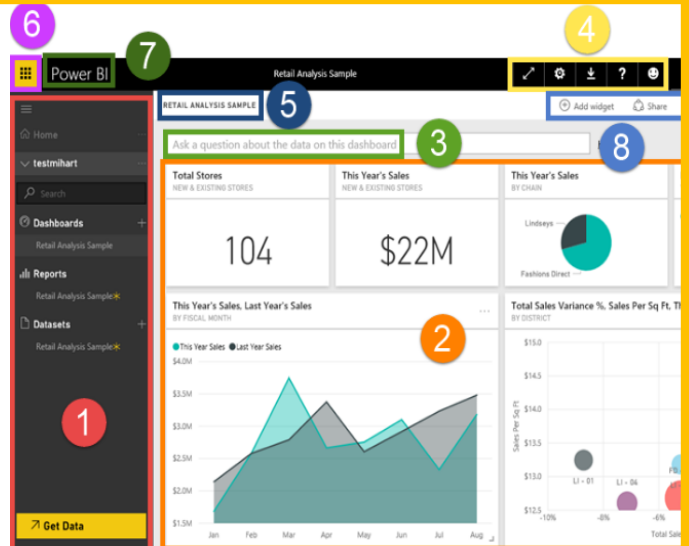 6
7
4
Power BI
Retail Analysis Sample
?
RETAIL ANALYSIS SAMPLE
5
Add widget
Share
8
Home
Ask a question about the data on this dashboard
3
testmihart
Search
Dashboards
Retail Analysis Sample
Reports
Retail Analysis Sample
Datasets
Retail Analysis Sample
1
Get Data
Total Stores
NEW & EXISTING STORES
104
This Year's Sales
NEW & EXISTING STORES
$22M
This Year's Sales
BY CHAIN
Lindseys
Fashions Direct
This Year's Sales, Last Year's Sales
BY FISCAL MONTH
2
This Year Sales Last Year Sales
$4.0M
$3.5M
$3.0M
$2.5M
$2.0M
$1.5M
Jan Feb Mar Apr May Jun Jul Aug
Total Sales Variance %, Sales Per Sq Ft, Th
BY DISTRICT
Sales Per Sq Ft
$15.0
$14.5
$14.0
$13.5
$13.0
$12.5
LI - 01
LI - 04
-10% -8% -6%
Total Sale